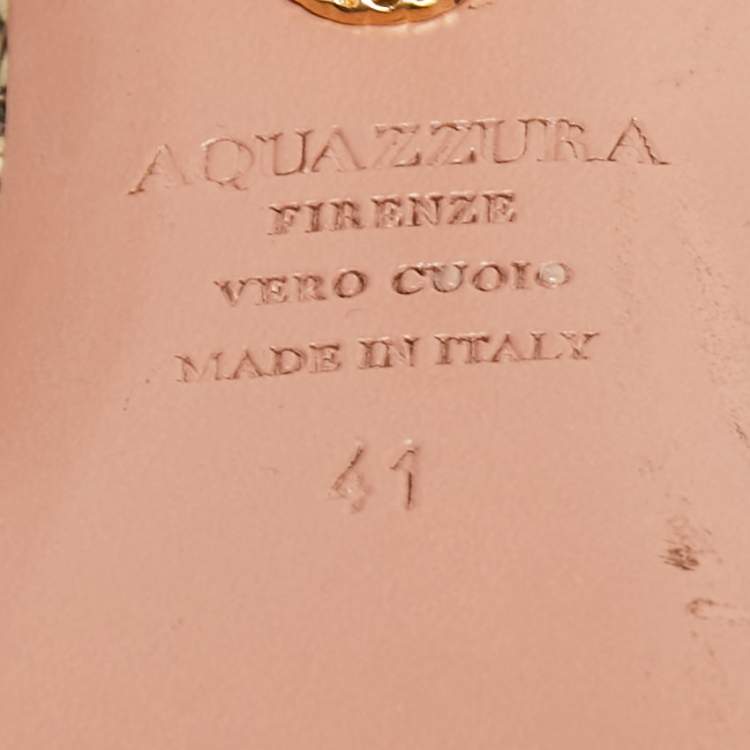 AQUAZZURA
FIRENZE
VERO CUOIO
MADE IN ITALY
41